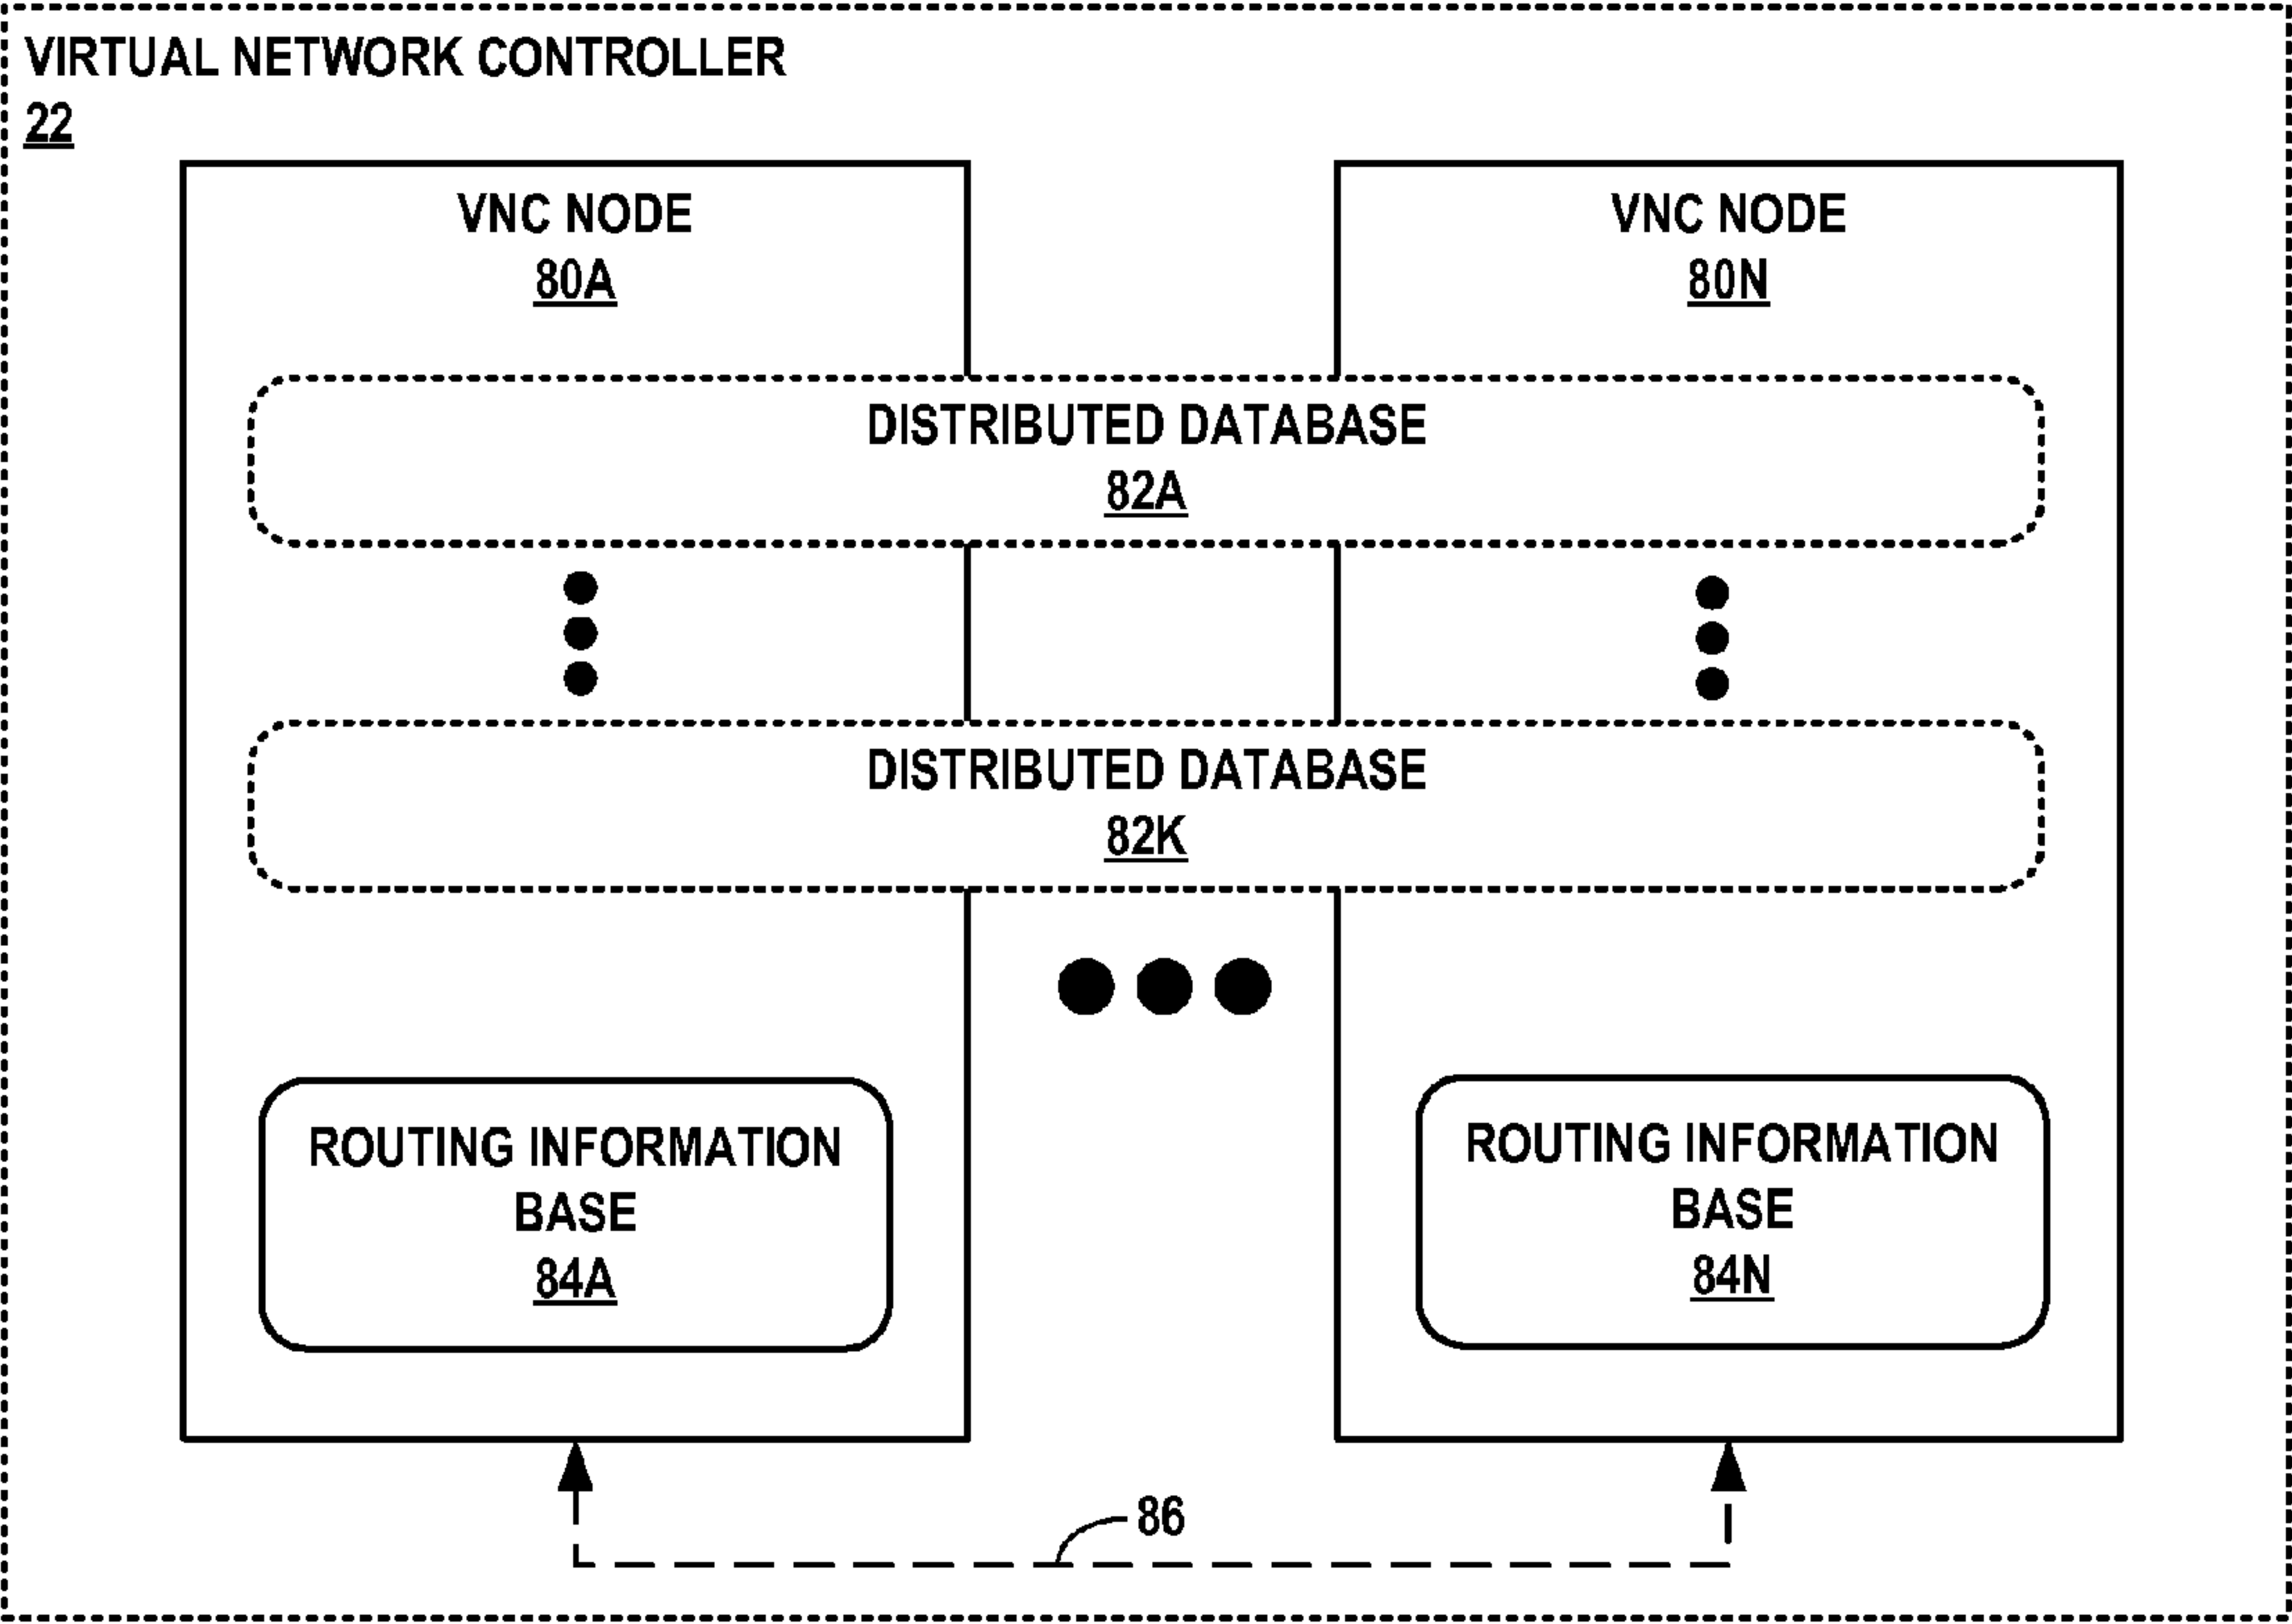 VIRTUAL NETWORK CONTROLLER
22
VNC NODE
80A
VNC NODE
80N
DISTRIBUTED DATABASE
82A
DISTRIBUTED DATABASE
82K
ROUTING INFORMATION
BASE
84A
ROUTING INFORMATION
BASE
84N
86